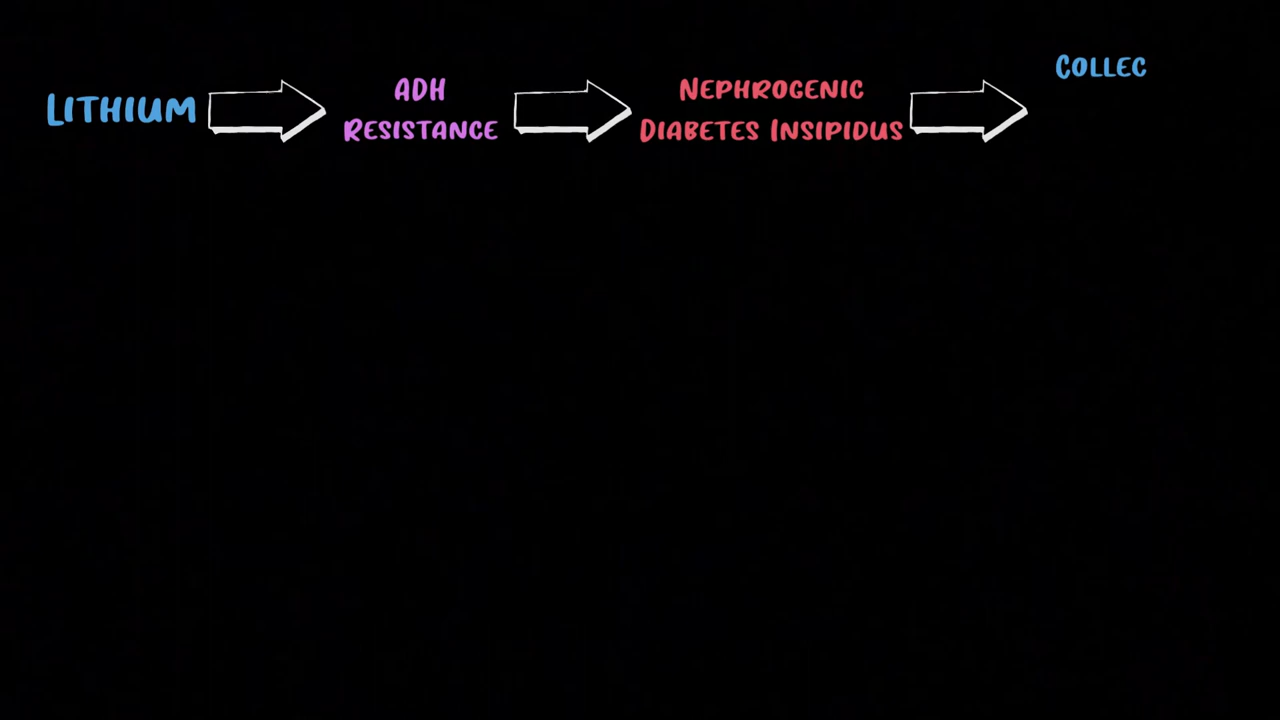 Lithium
ADH
Resistance
Nephrogenic
Diabetes Insipidus
Collec